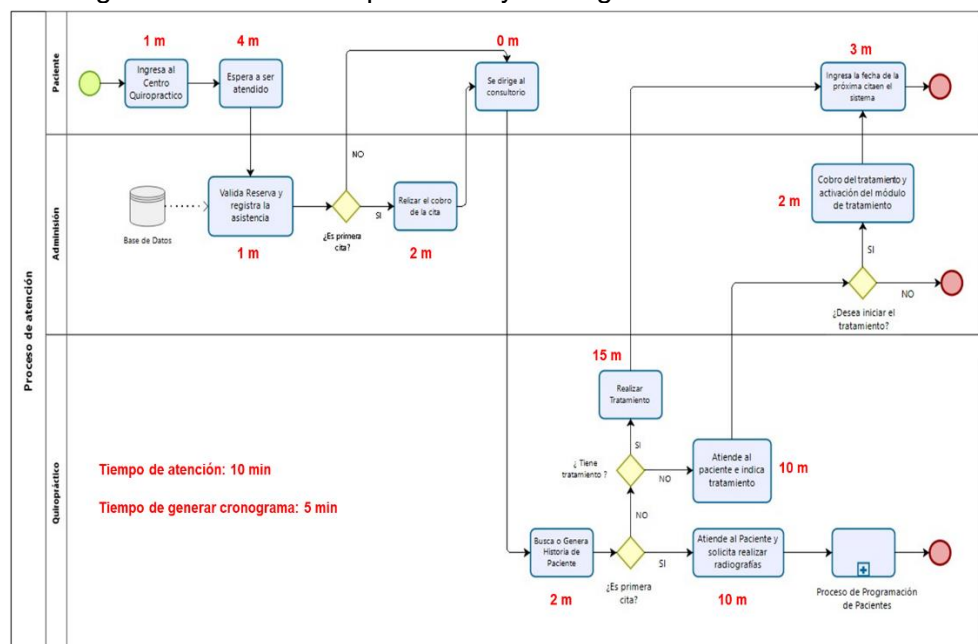 1 m
4 m
0 m
3 m
Paciente
Ingresa al
Centro
Quiropractico
Espera a ser
atendido
Se dirige al
consultorio
Ingresa la fecha de la
próxima citaen el
sistema
Proceso de atención
Adminisión
Base de Datos
Valida Reserva y
registra la
asistencia
1 m
NO
SI
¿Es primera
cita?
Relizar el cobro
de la cita
2 m
Cobro del tratamiento y
activación del módulo
de tratamiento
2 m
SI
NO
¿Desea iniciar el
tratamiento?
Quiropráctico
15 m
Realizar
Tratamiento
SI
¿ Tiene
tratamiento ?
NO
Atiende al
paciente e indica
tratamiento
10 m
Tiempo de atención: 10 min
Tiempo de generar cronograma: 5 min
NO
Busca o Genera
Historía de
Paciente
2 m
SI
¿Es primera
cita?
Atiende al Paciente y
solicita realizar
radiografías
10 m
Proceso de Programación
de Pacientes